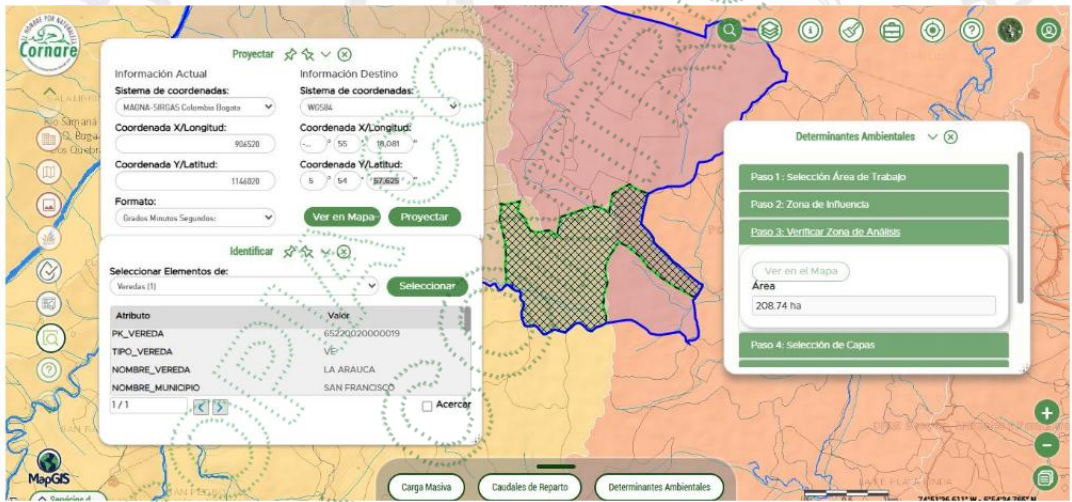 Cornare
Proyectar
Información Actual
Información Destino
Sistema de coordenadas:
Sistema de coordenadas:
MAGNA-SIRGAS Colombia Bogota
WGS84
Coordenada X/Longitud:
Coordenada X/Longitud:
906520
-... ° 55 ' 18,081 "
Coordenada Y/Latitud:
Coordenada Y/Latitud:
1146020
5 ° 54 ' 57,625 "
Formato:
Grados Minutos Segundos:
Ver en Mapa
Proyectar
Identificar
Seleccionar Elementos de:
Veredas (1)
Seleccionar
Atributo Valor
PK_VEREDA 65220020000019
TIPO_VEREDA VE
NOMBRE_VEREDA LA ARAUCA
NOMBRE_MUNICIPIO SAN FRANCISCO
1 / 1
< >
Acercar
MapGIS
Determinantes Ambientales
Paso 1 : Selección Área de Trabajo
Paso 2: Zona de Influencia
Paso 3: Verificar Zona de Análisis
Ver en el Mapa
Área
208.74 ha
Paso 4: Selección de Capas
Carga Masiva
Caudales de Reparto
Determinantes Ambientales